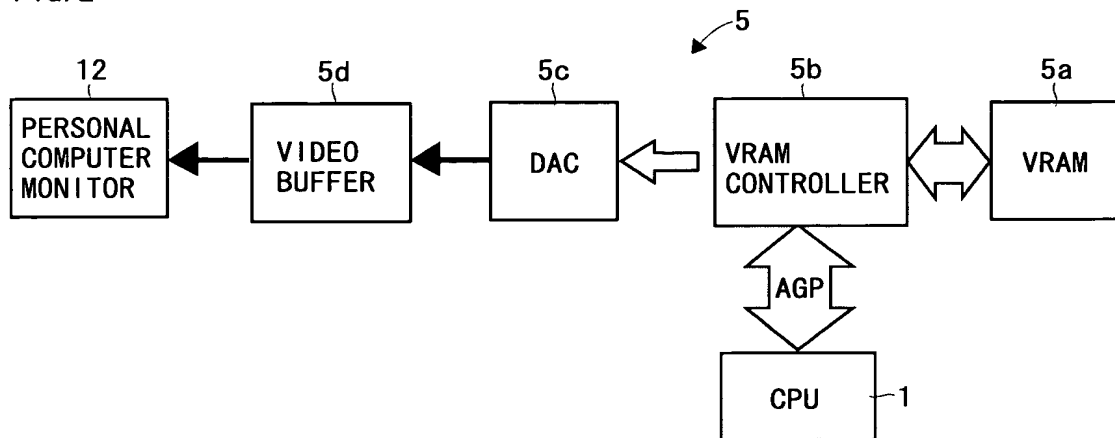 5
12
5d
5c
5b
5a
PERSONAL
COMPUTER
MONITOR
VIDEO
BUFFER
DAC
VRAM
CONTROLLER
VRAM
AGP
CPU
1